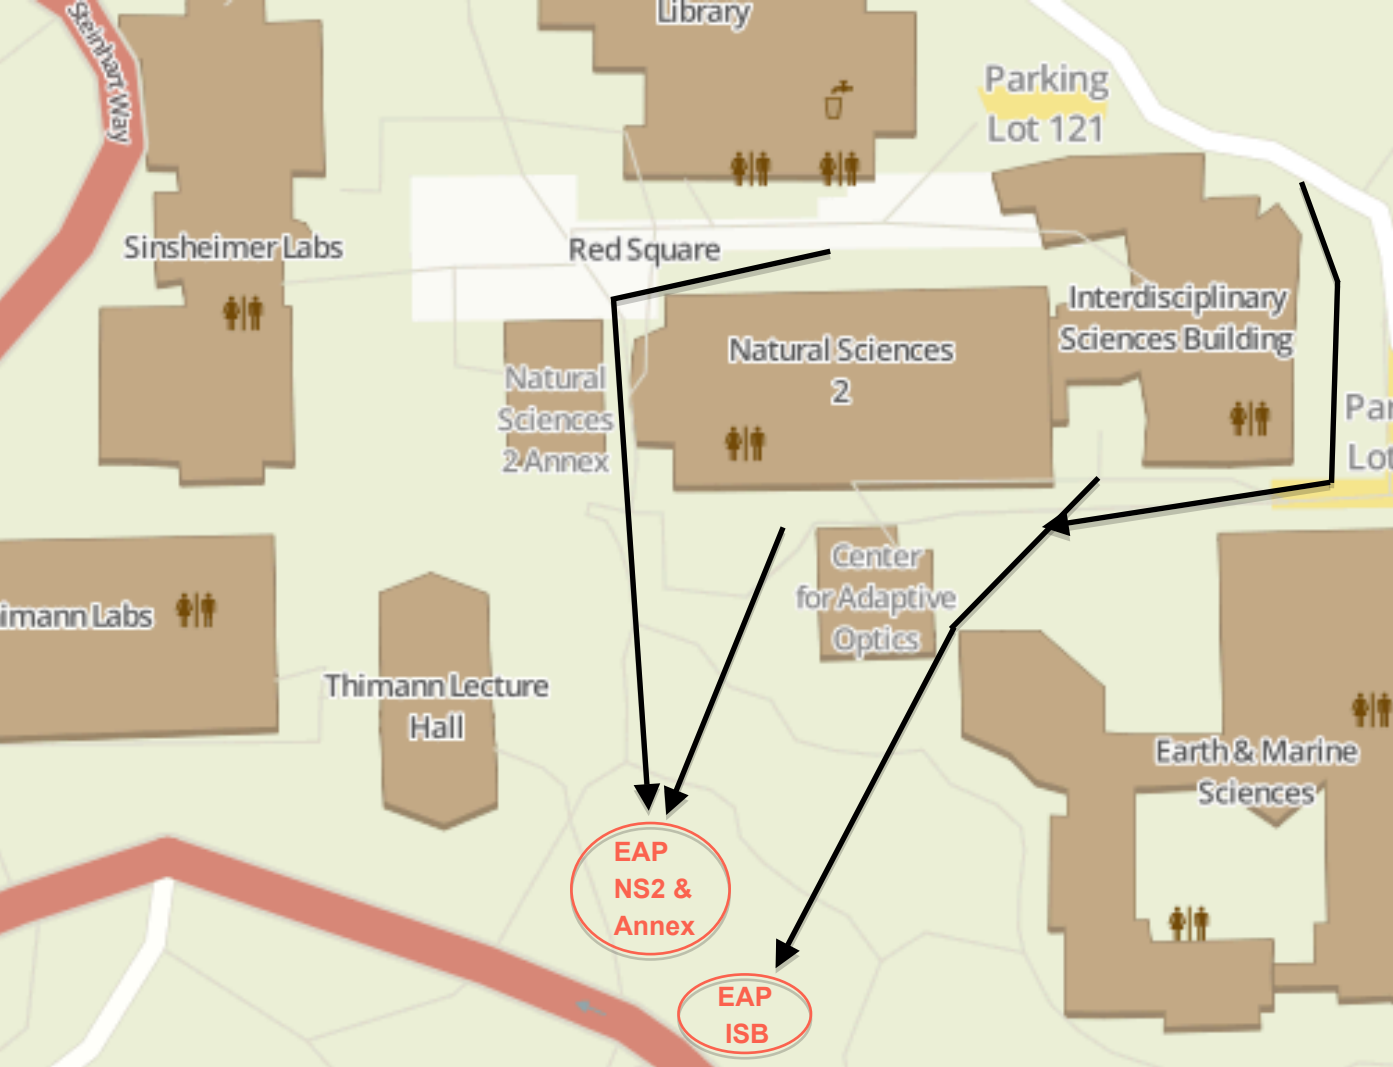 Steinhart Way
Library
Parking
Lot 121
Sinsheimer Labs
Red Square
Interdisciplinary
Sciences Building
Natural Sciences
2
Natural
Sciences
2 Annex
Par
Lot
Center
for Adaptive
Optics
imann Labs
Thimann Lecture
Hall
Earth & Marine
Sciences
EAP
NS2 &
Annex
EAP
ISB